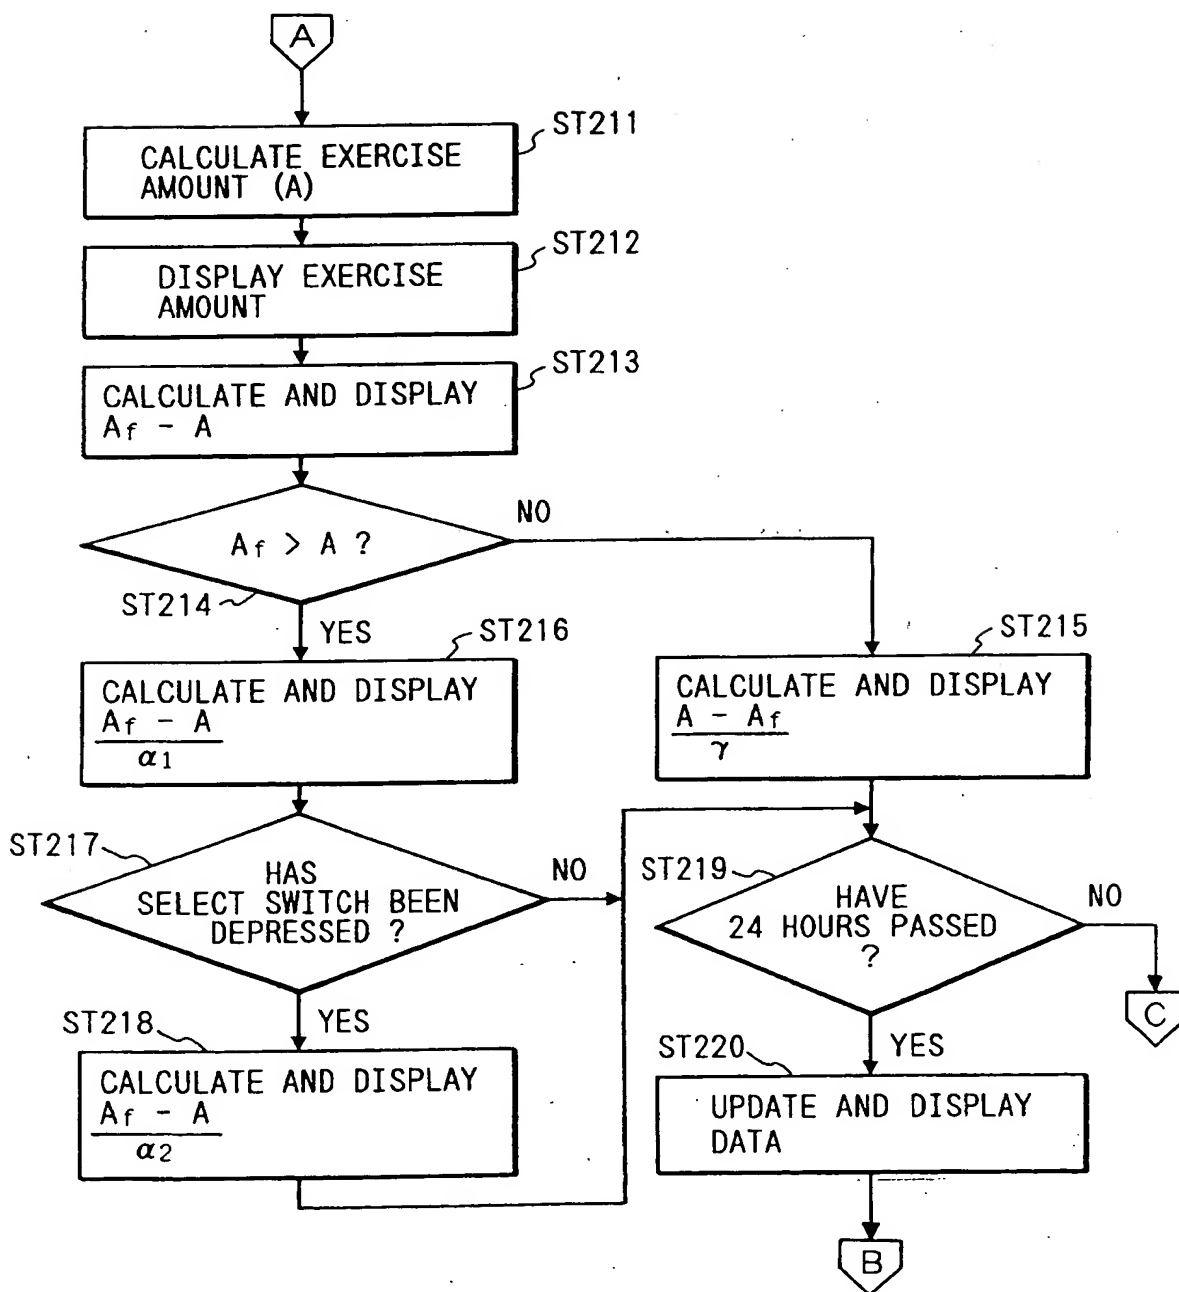 A
ST211
CALCULATE EXERCISE
AMOUNT (A)
ST212
DISPLAY EXERCISE
AMOUNT
ST213
CALCULATE AND DISPLAY
Af - A
NO
Af > A ?
ST214
YES
ST216
CALCULATE AND DISPLAY
Af - A
α1
ST215
CALCULATE AND DISPLAY
A - Af
γ
ST217
HAS
SELECT SWITCH BEEN
DEPRESSED ?
NO
YES
ST218
CALCULATE AND DISPLAY
Af - A
α2
ST219
HAVE
24 HOURS PASSED
?
NO
C
YES
ST220
UPDATE AND DISPLAY
DATA
B